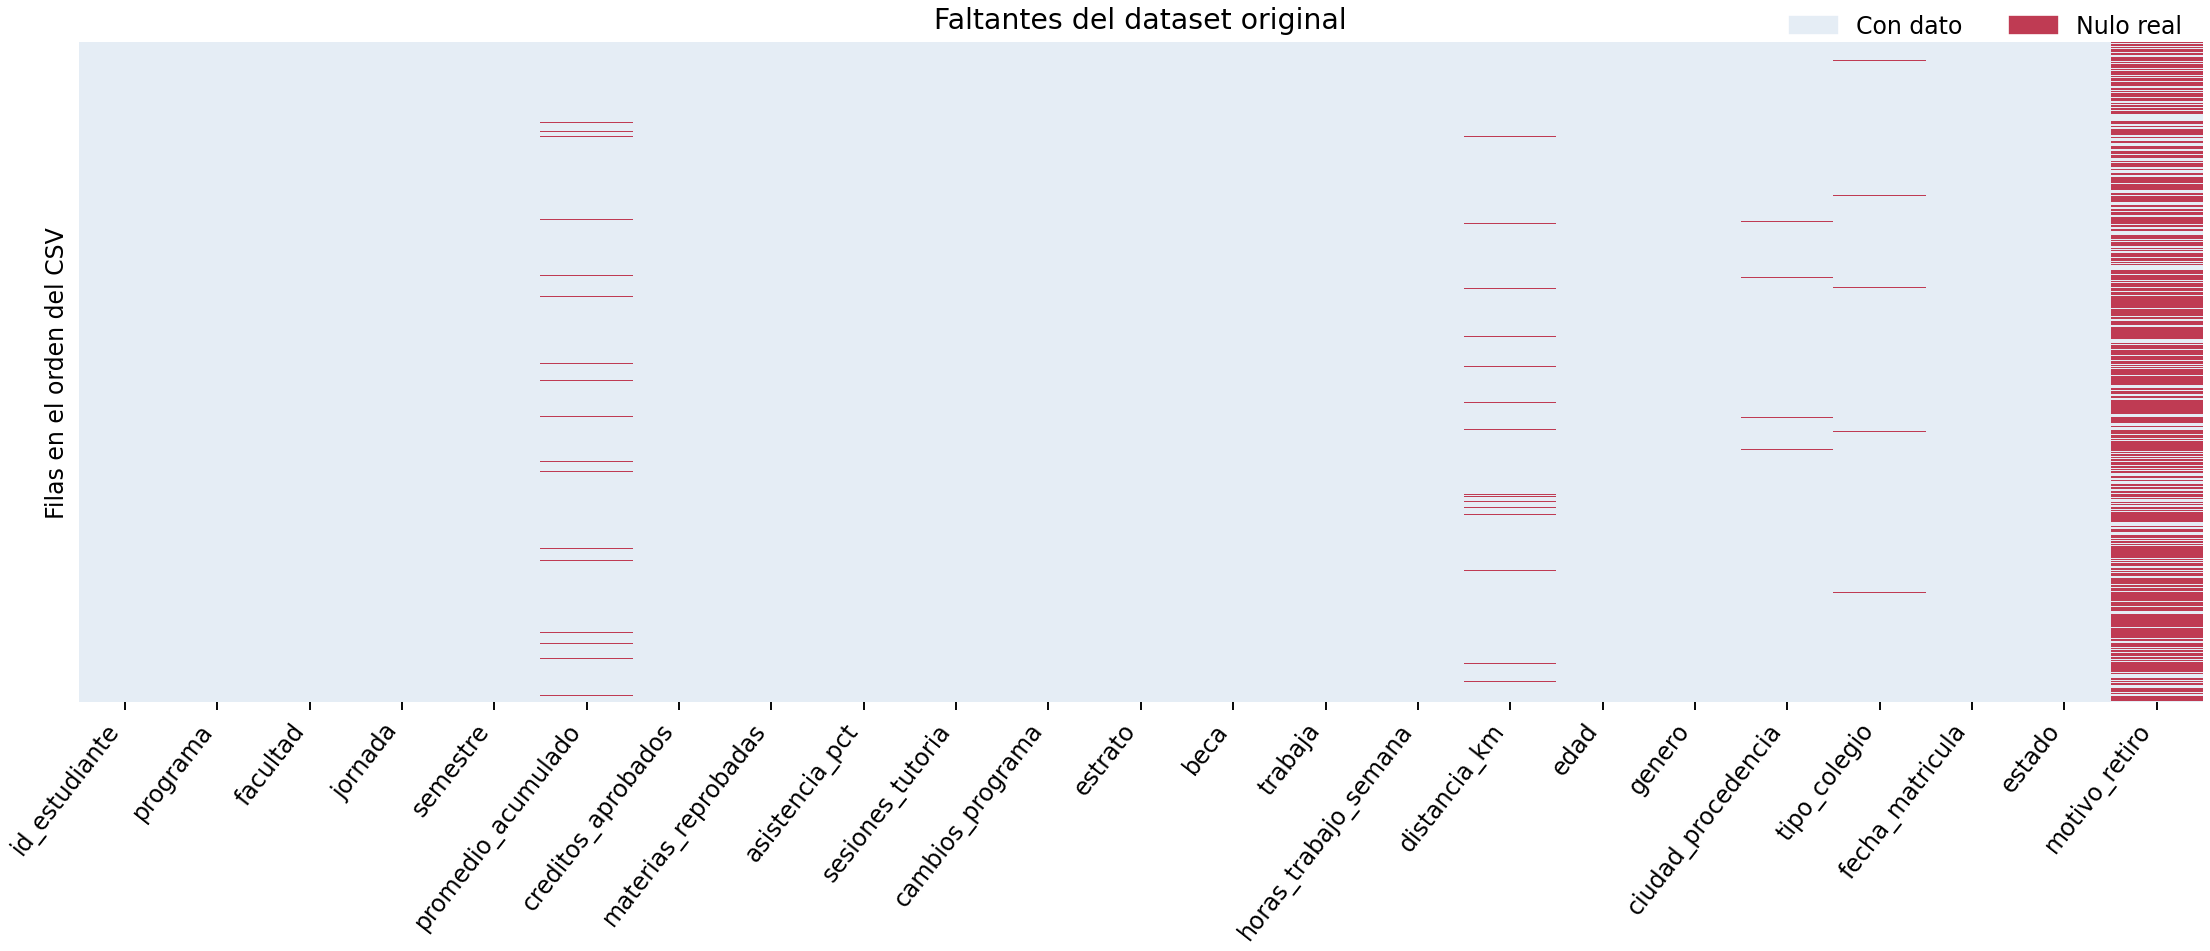 Faltantes del dataset original
Con dato
Nulo real
Filas en el orden del CSV
id_estudiante
programa
facultad
jornada
semestre
promedio_acumulado
creditos_aprobados
materias_reprobadas
asistencia_pct
sesiones_tutoria
cambios_programa
estrato
beca
trabaja
horas_trabajo_semana
distancia_km
edad
genero
ciudad_procedencia
tipo_colegio
fecha_matricula
estado
motivo_retiro